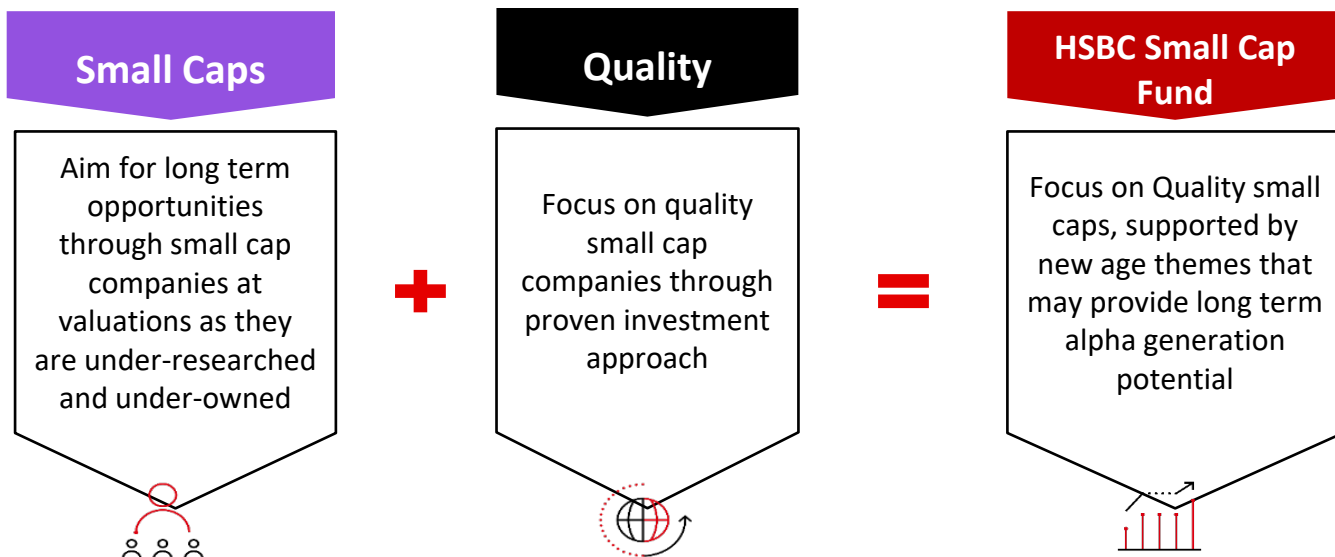 Small Caps
Aim for long term
opportunities
through small cap
companies at
valuations as they
are under-researched
and under-owned
+
Quality
Focus on quality
small cap
companies through
proven investment
approach
=
HSBC Small Cap
Fund
Focus on Quality small
caps, supported by
new age themes that
may provide long term
alpha generation
potential